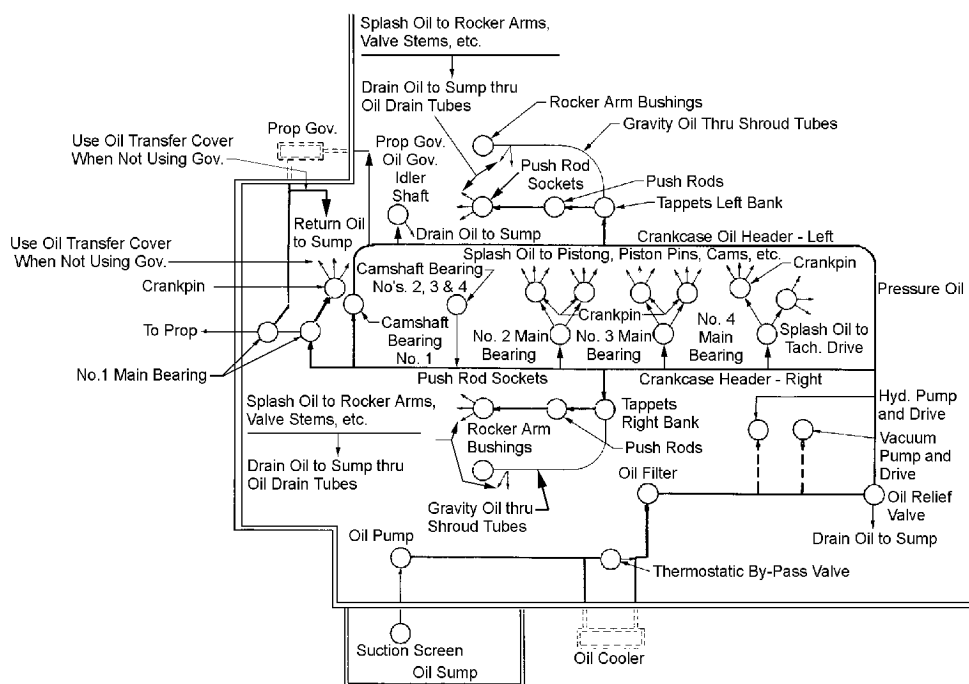 Splash Oil to Rocker Arms,
Valve Stems, etc.
Drain Oil to Sump thru
Oil Drain Tubes
Rocker Arm Bushings
Gravity Oil Thru Shroud Tubes
Use Oil Transfer Cover
When Not Using Gov.
Prop Gov.
Prop Gov.
Oil Gov.
Idler
Shaft
Push Rod
Sockets
Push Rods
Tappets Left Bank
Return Oil
to Sump
Drain Oil to Sump
Crankcase Oil Header - Left
Use Oil Transfer Cover
When Not Using Gov.
Splash Oil to Pistong, Piston Pins, Cams, etc.
Crankpin
Camshaft Bearing
No's. 2, 3 & 4
Crankpin
Pressure Oil
Crankpin
To Prop
Camshaft
Bearing
No. 1
No. 2 Main
Bearing
No. 3 Main
Bearing
No. 4
Main
Bearing
Splash Oil to
Tach. Drive
No.1 Main Bearing
Push Rod Sockets
Crankcase Header - Right
Splash Oil to Rocker Arms,
Valve Stems, etc.
Rocker Arm
Bushings
Tappets
Right Bank
Push Rods
Hyd. Pump
and Drive
Vacuum
Pump and
Drive
Drain Oil to Sump thru
Oil Drain Tubes
Gravity Oil thru
Shroud Tubes
Oil Filter
Oil Relief
Valve
Drain Oil to Sump
Oil Pump
Thermostatic By-Pass Valve
Suction Screen
Oil Sump
Oil Cooler